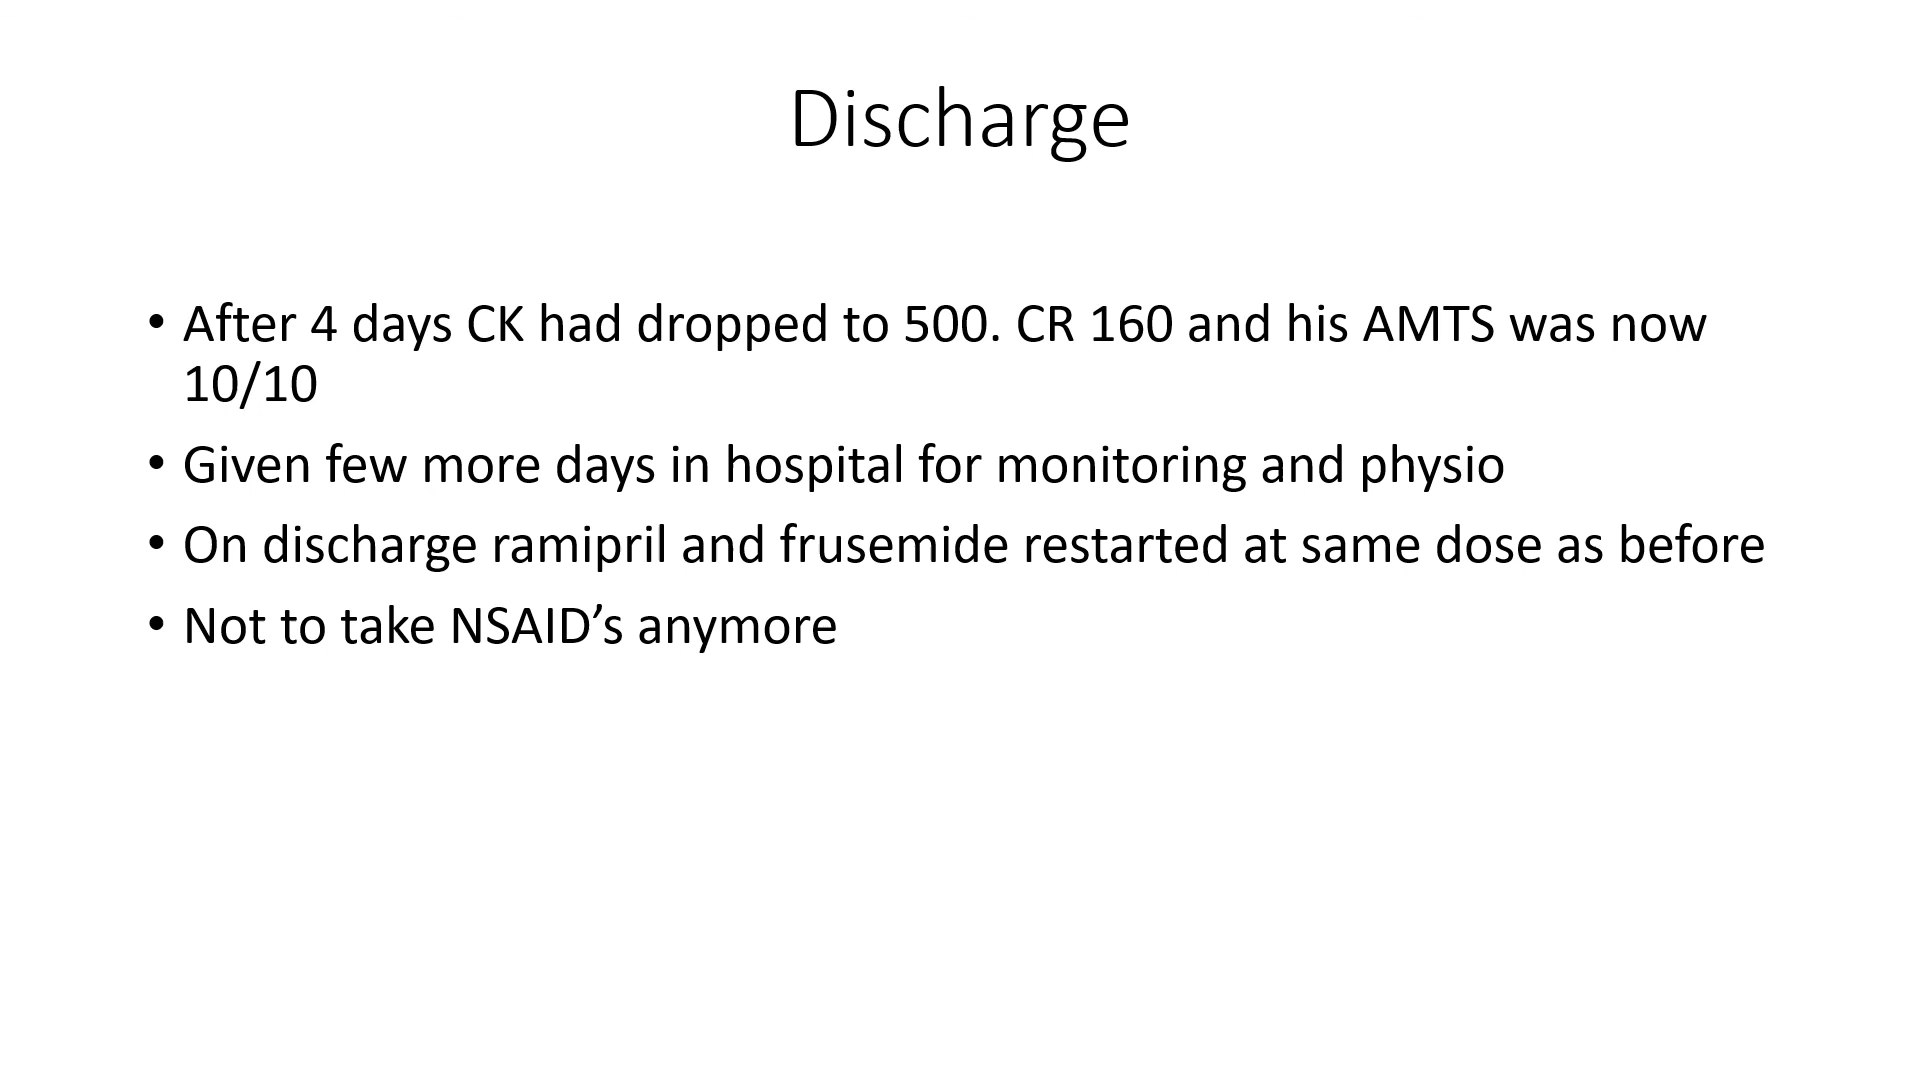 Discharge
• After 4 days CK had dropped to 500. CR 160 and his AMTS was now
10/10
• Given few more days in hospital for monitoring and physio
• On discharge ramipril and frusemide restarted at same dose as before
• Not to take NSAID’s anymore